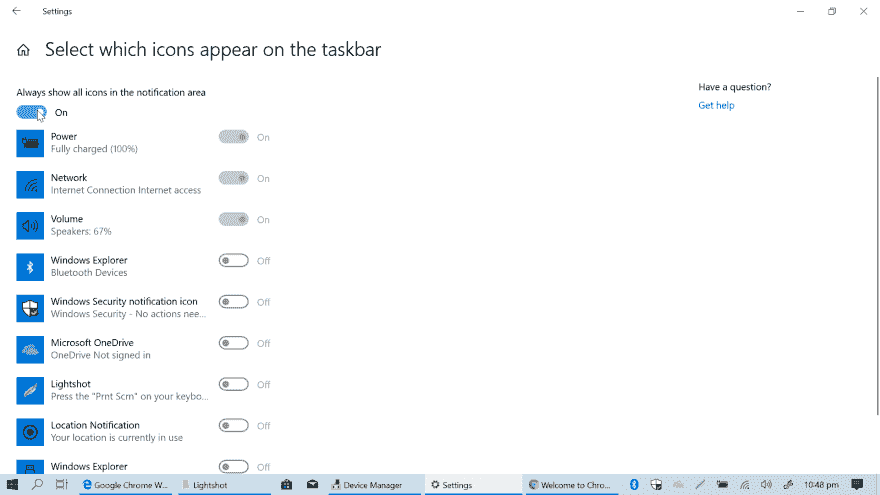 Settings
Select which icons appear on the taskbar
Always show all icons in the notification area
On
Have a question?
Get help
Power
Fully charged (100%)
On
Network
Internet Connection Internet access
On
Volume
Speakers: 67%
On
Windows Explorer
Bluetooth Devices
Off
Windows Security notification icon
Windows Security - No actions nee...
Off
Microsoft OneDrive
OneDrive Not signed in
Off
Lightshot
Press the "Prnt Scrn" on your keybo...
Off
Location Notification
Your location is currently in use
Off
Windows Explorer
Off
Google Chrome W... Lightshot Device Manager Settings Welcome to Chro... 10:48 pm